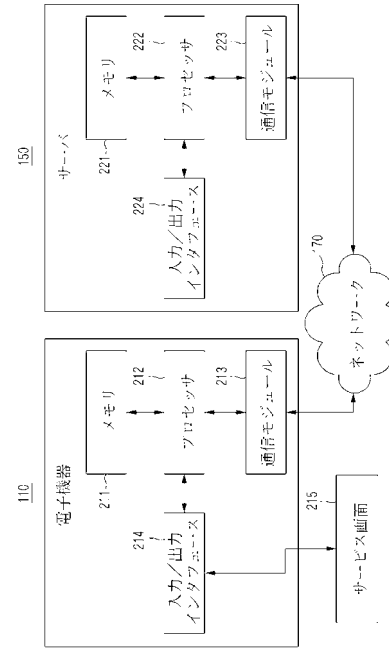 110
電子機器
211
メモリ
212
プロセッサ
213
通信モジュール
214
入力/出力
インタフェース
215
サービス画面
150
サーバ
221
メモリ
222
プロセッサ
223
通信モジュール
224
入力/出力
インタフェース
170
ネットワーク